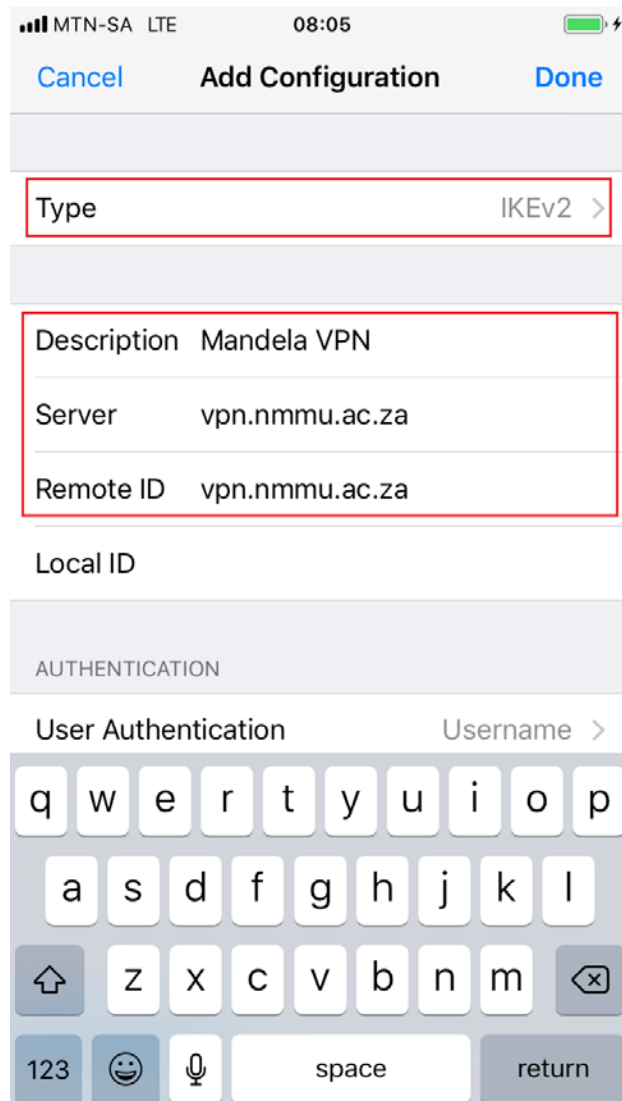 MTN-SA LTE 08:05
Cancel Add Configuration Done
Type IKEv2
Description Mandela VPN
Server vpn.nmmu.ac.za
Remote ID vpn.nmmu.ac.za
Local ID
AUTHENTICATION
User Authentication Username
q w e r t y u i o p
a s d f g h j k l
z x c v b n m
123 space return